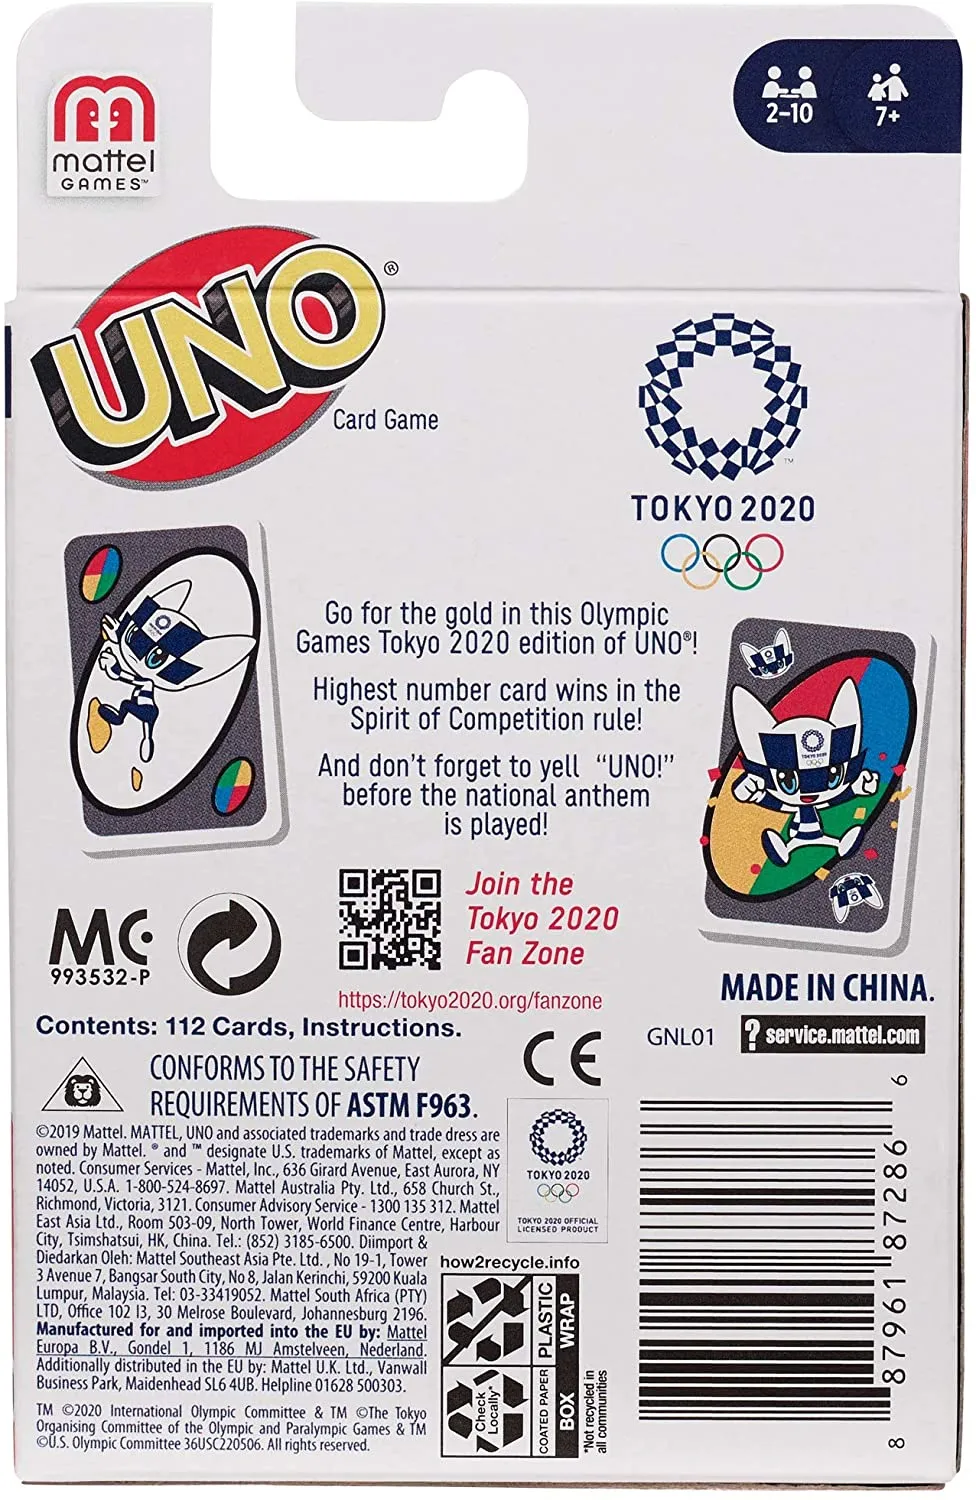 mattel
GAMES™
2-10
7+
UNO®
Card Game
™
TOKYO 2020
Go for the gold in this Olympic
Games Tokyo 2020 edition of UNO®!
Highest number card wins in the
Spirit of Competition rule!
And don't forget to yell “UNO!”
before the national anthem
is played!
TOKYO 2020
MC
993532-P
Join the
Tokyo 2020
Fan Zone
https://tokyo2020.org/fanzone
MADE IN CHINA.
Contents: 112 Cards, Instructions.
CE
GNL01
? service.mattel.com
CONFORMS TO THE SAFETY
REQUIREMENTS OF ASTM F963.
©2019 Mattel. MATTEL, UNO and associated trademarks and trade dress are
owned by Mattel. ® and ™ designate U.S. trademarks of Mattel, except as
noted. Consumer Services - Mattel, Inc., 636 Girard Avenue, East Aurora, NY
14052, U.S.A. 1-800-524-8697. Mattel Australia Pty. Ltd., 658 Church St.,
Richmond, Victoria, 3121. Consumer Advisory Service - 1300 135 312. Mattel
East Asia Ltd., Room 503-09, North Tower, World Finance Centre, Harbour
City, Tsimshatsui, HK, China. Tel.: (852) 3185-6500. Diimport &
Diedarkan Oleh: Mattel Southeast Asia Pte. Ltd. , No 19-1, Tower
3 Avenue 7, Bangsar South City, No 8, Jalan Kerinchi, 59200 Kuala
Lumpur, Malaysia. Tel: 03-33419052. Mattel South Africa (PTY)
LTD, Office 102 I3, 30 Melrose Boulevard, Johannesburg 2196.
Manufactured for and imported into the EU by: Mattel
Europa B.V., Gondel 1, 1186 MJ Amstelveen, Nederland.
Additionally distributed in the EU by: Mattel U.K. Ltd., Vanwall
Business Park, Maidenhead SL6 4UB. Helpline 01628 500303.
TM ©2020 International Olympic Committee & TM ©The Tokyo
Organising Committee of the Olympic and Paralympic Games & TM
©U.S. Olympic Committee 36USC220506. All rights reserved.
TOKYO 2020
TOKYO 2020 OFFICIAL
LICENSED PRODUCT
how2recycle.info
PLASTIC
WRAP
Check
Locally*
COATED PAPER
BOX
*Not recycled in
all communities
8 87961 87286 9